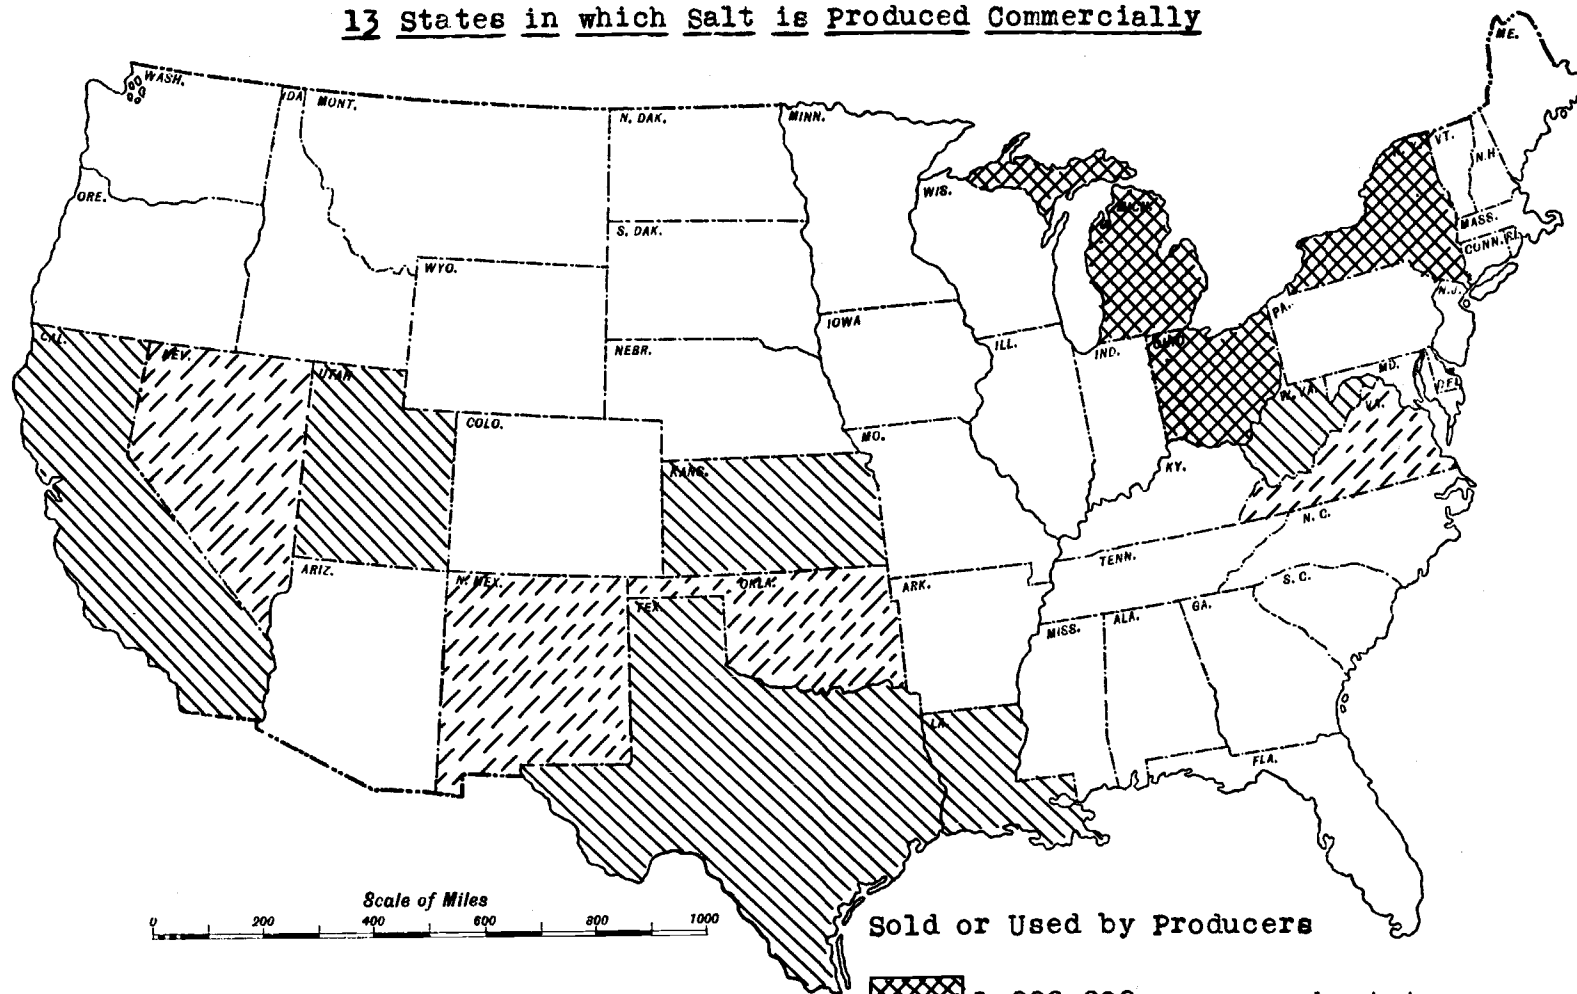 13 States in which Salt is Produced Commercially
ME.
WASH.
IDA
MONT.
N. DAK.
MINN.
VT.
N.H.
ORE.
WIS.
MICH.
MASS.
S. DAK.
CONN.
R.I.
WYO.
N.J.
PA.
IOWA
CAL.
NEV.
NEBR.
ILL.
IND.
OHIO
UTAH
MD.
DEL.
W. VA.
VA.
COLO.
MO.
KANS.
KY.
N. C.
ARIZ.
N. MEX.
OKLA.
ARK.
TENN.
S. C.
TEX.
MISS.
ALA.
GA.
LA.
FLA.
Scale of Miles
0 200 400 600 800 1000
Sold or Used by Producers